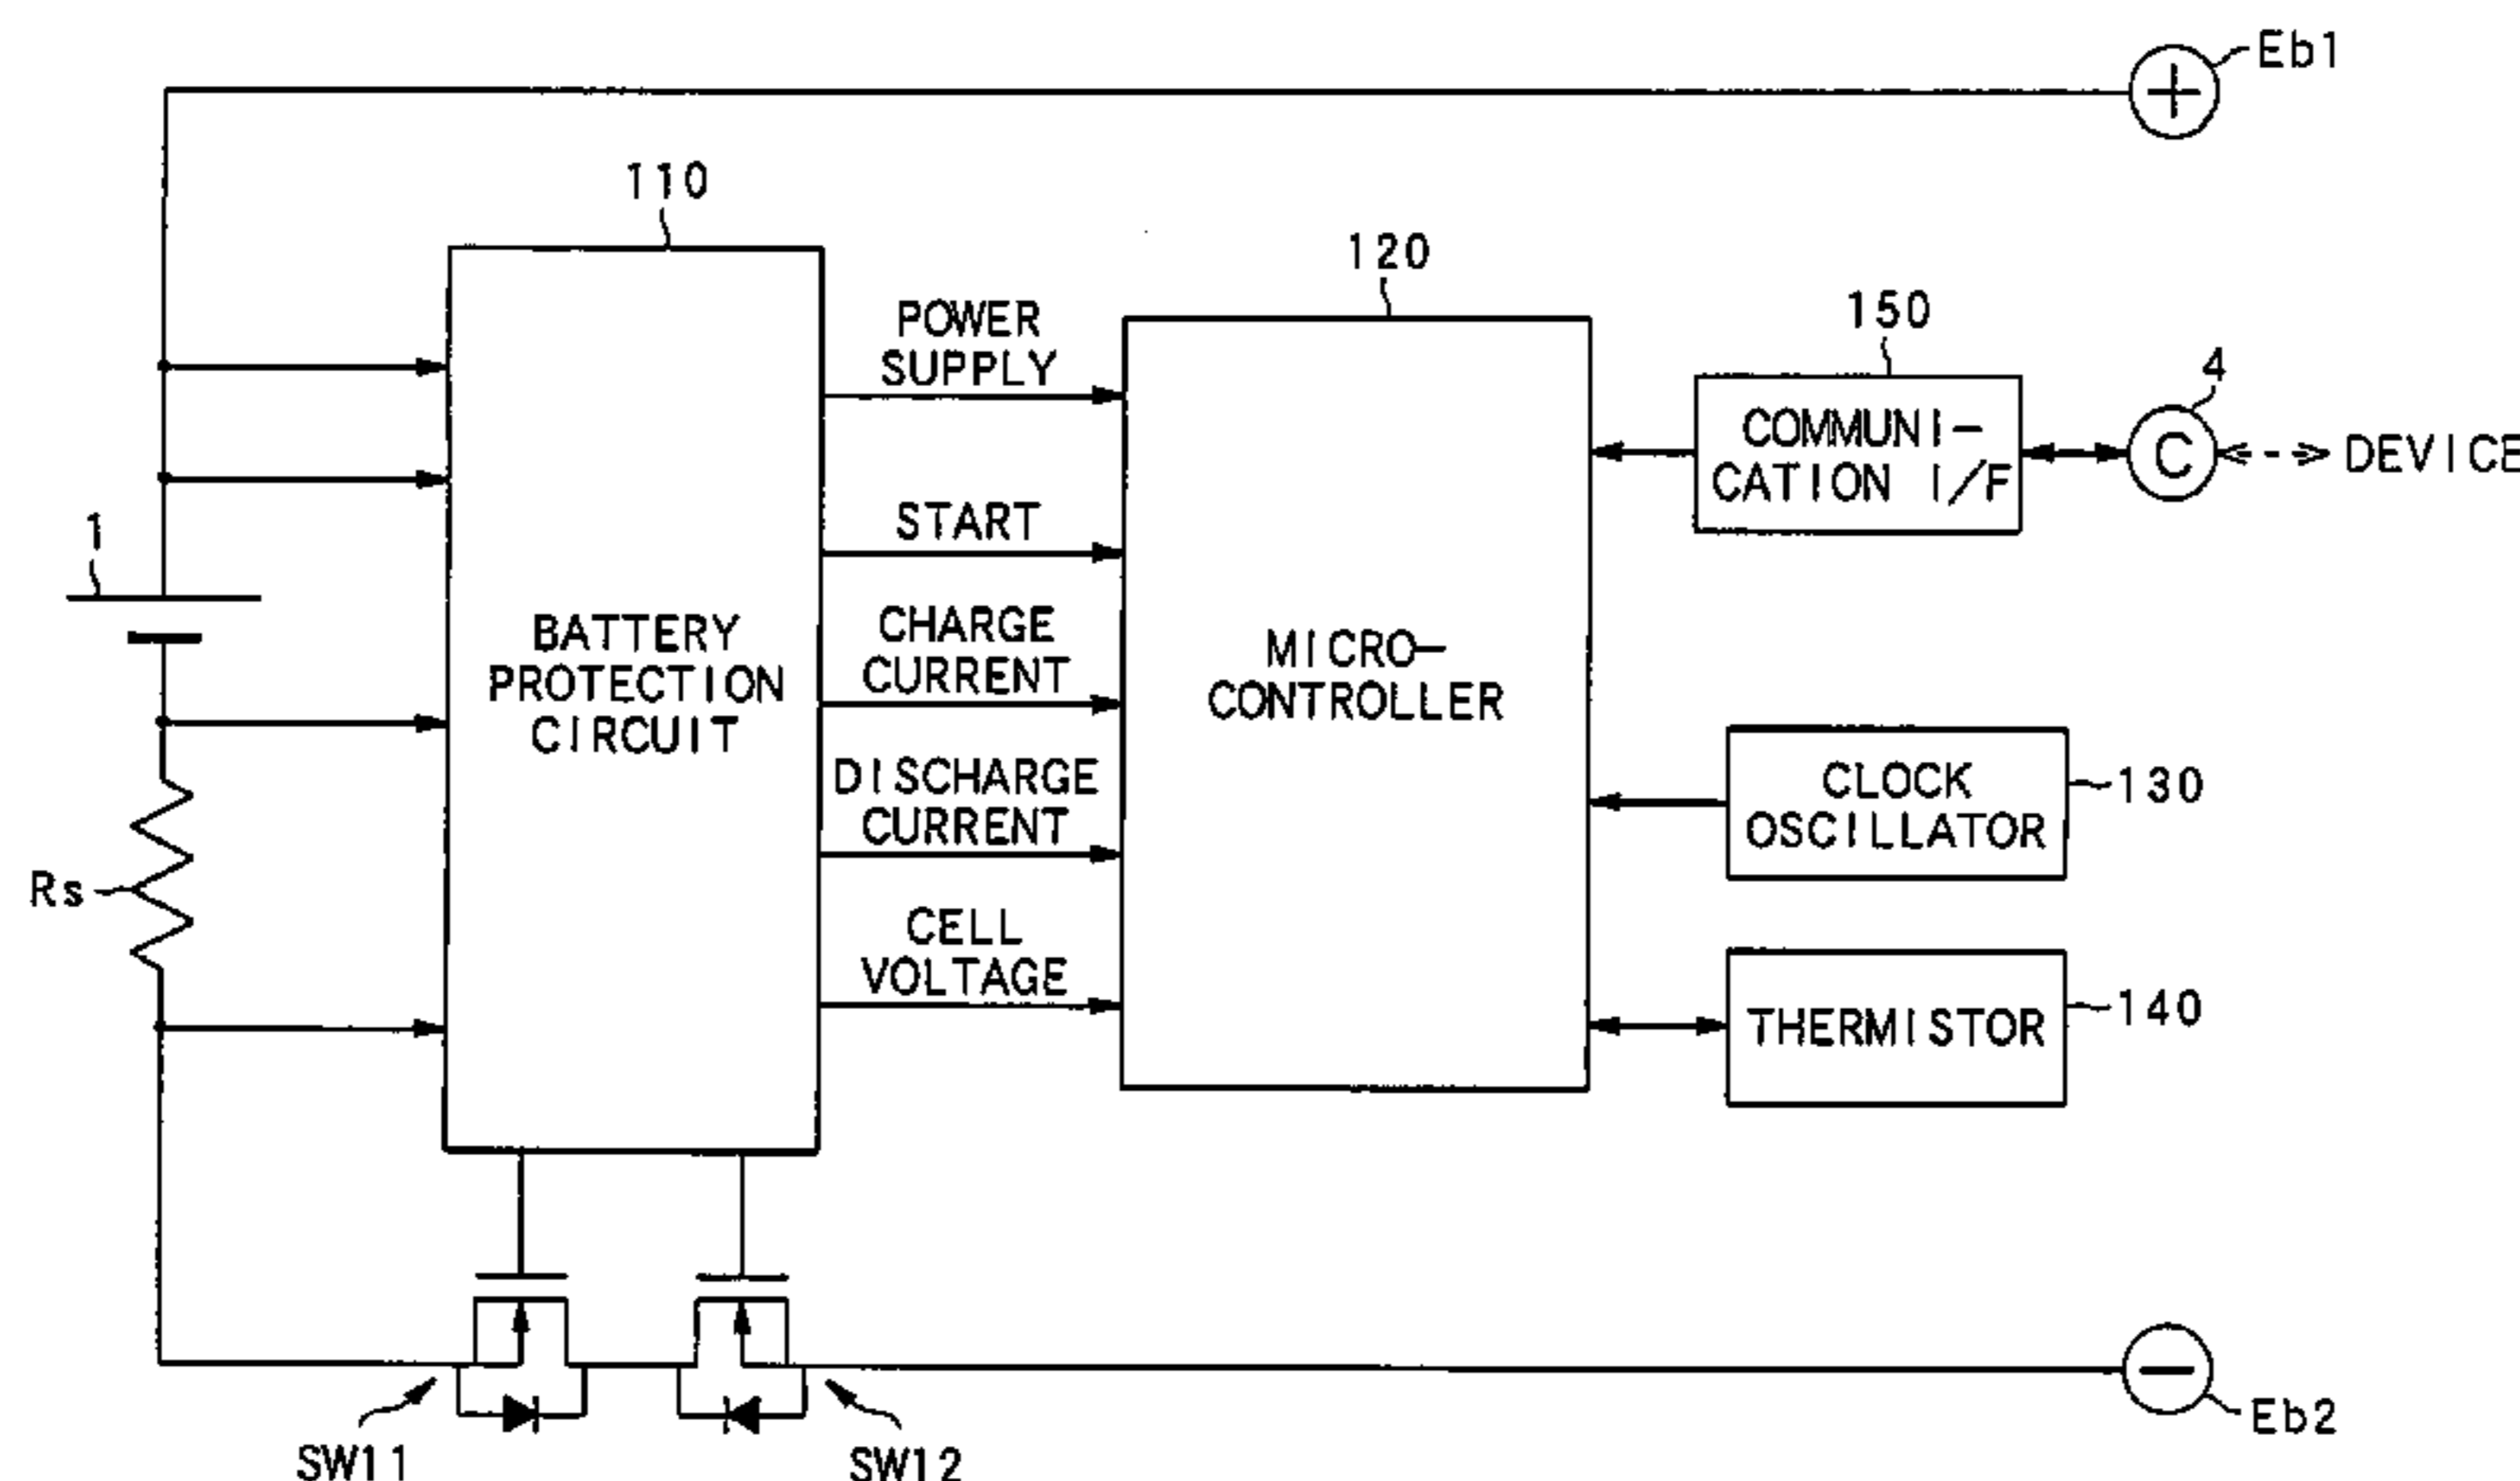 Eb1
+
110
120
POWER
SUPPLY
150
4
COMMUNI-
CATION I/F
C
DEVICE
START
1
CHARGE
CURRENT
BATTERY
PROTECTION
CIRCUIT
MICRO-
CONTROLLER
DISCHARGE
CURRENT
CLOCK
OSCILLATOR
130
Rs
CELL
VOLTAGE
THERMISTOR
140
−
Eb2
SW11
SW12